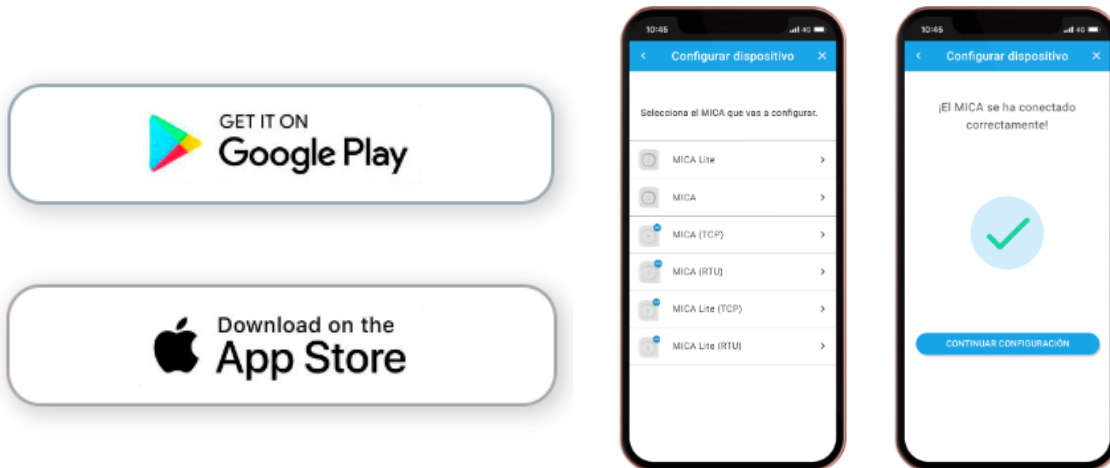 GET IT ON
Google Play
Download on the
App Store
10:45
4G
Configurar dispositivo
Selecciona el MICA que vas a configurar.
MICA Lite
MICA
MICA (TCP)
MICA (RTU)
MICA Lite (TCP)
MICA Lite (RTU)
10:45
4G
Configurar dispositivo
¡El MICA se ha conectado
correctamente!
CONTINUAR CONFIGURACIÓN